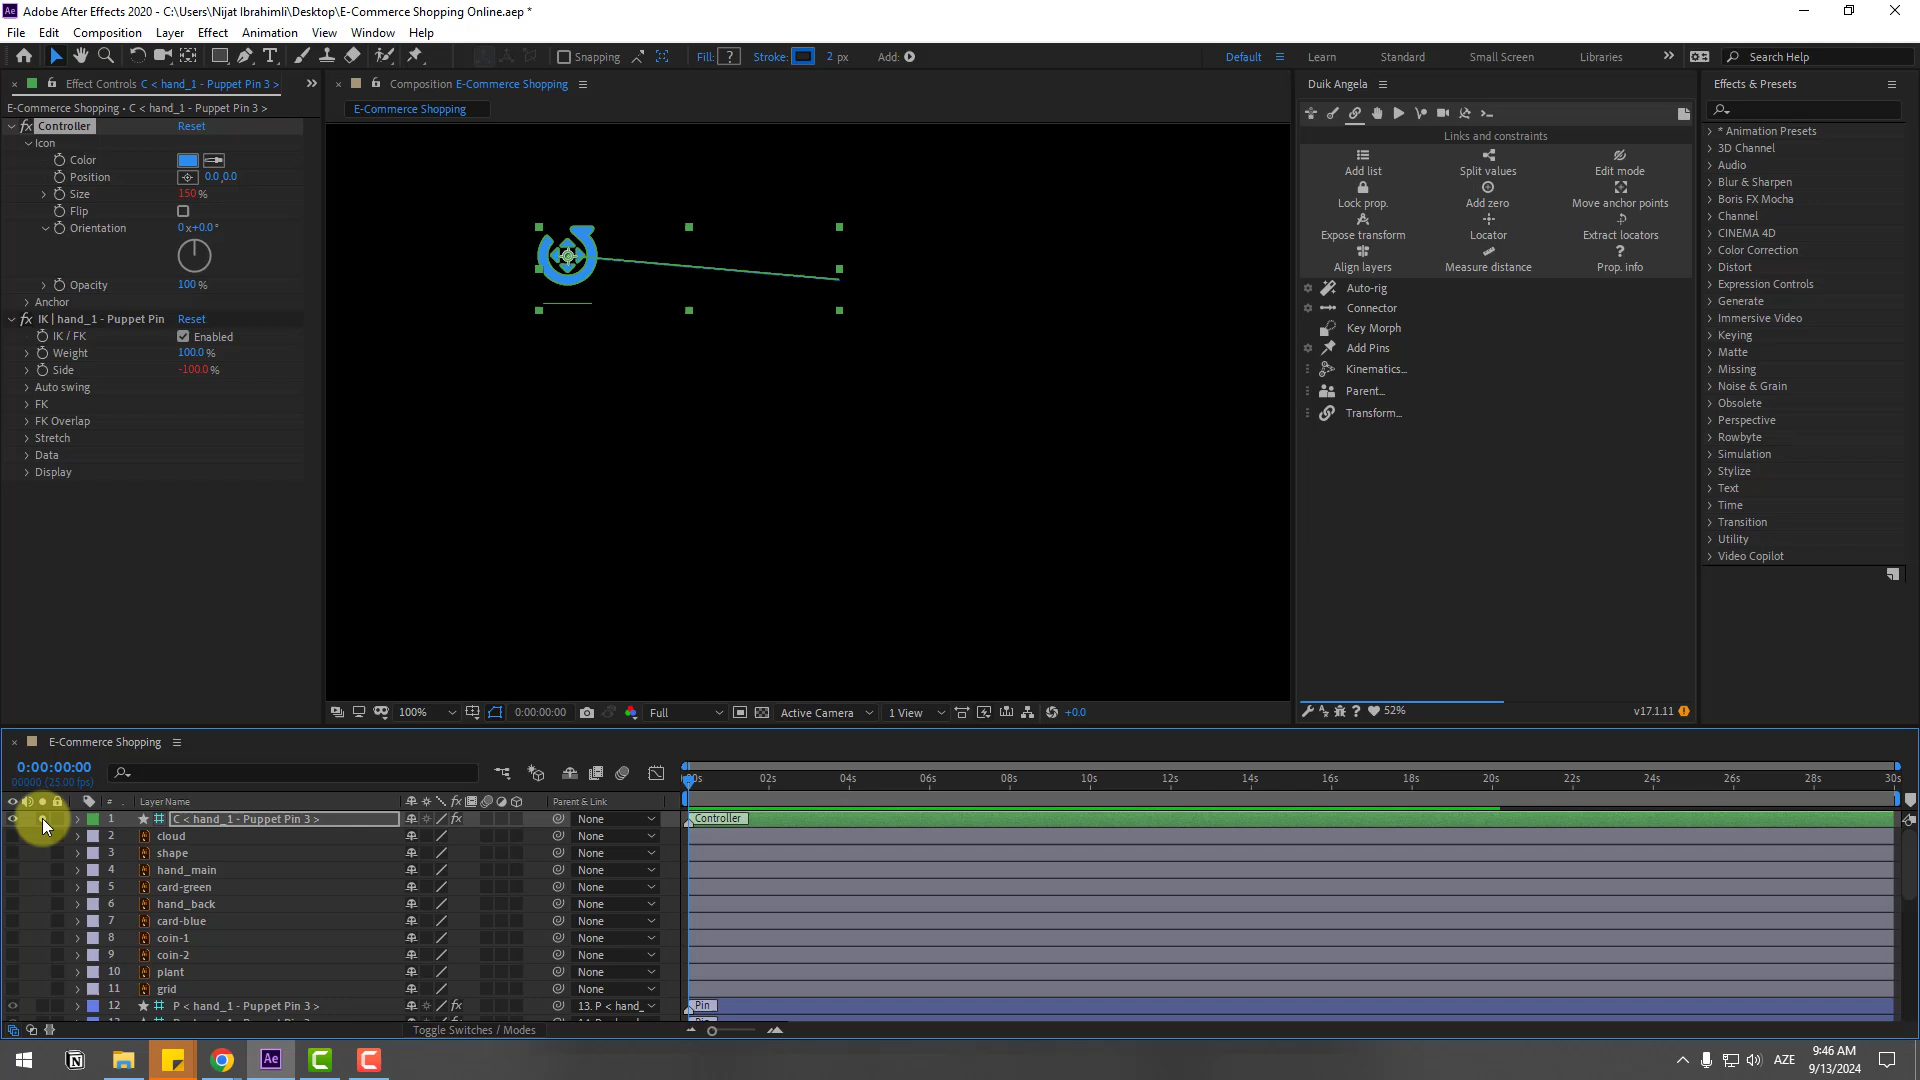 Adobe After Effects 2020 - C:\Users\Nijat Ibrahimli\Desktop\E-Commerce Shopping Online.aep *
File Edit Composition Layer Effect Animation View Window Help
Snapping Fill: ? Stroke: 2 px Add: Default Learn Standard Small Screen Libraries Search Help
Effect Controls C < hand_1 - Puppet Pin 3 >
E-Commerce Shopping • C < hand_1 - Puppet Pin 3 >
Controller Reset
Icon
Color
Position 0.0,0.0
Size 150 %
Flip
Orientation 0 x+0.0°
Opacity 100 %
Anchor
IK | hand_1 - Puppet Pin Reset
IK / FK Enabled
Weight 100.0 %
Side -100.0 %
Auto swing
FK
FK Overlap
Stretch
Data
Display
Composition E-Commerce Shopping
E-Commerce Shopping
100% 0:00:00:00 Full Active Camera 1 View +0.0
Duik Angela
Links and constraints
Add list Split values Edit mode
Lock prop. Add zero Move anchor points
Expose transform Locator Extract locators
Align layers Measure distance Prop. info
Auto-rig
Connector
Key Morph
Add Pins
Kinematics...
Parent...
Transform...
52% v17.1.11
Effects & Presets
* Animation Presets
3D Channel
Audio
Blur & Sharpen
Boris FX Mocha
Channel
CINEMA 4D
Color Correction
Distort
Expression Controls
Generate
Immersive Video
Keying
Matte
Missing
Noise & Grain
Obsolete
Perspective
Rowbyte
Simulation
Stylize
Text
Time
Transition
Utility
Video Copilot
E-Commerce Shopping
0:00:00:00
00000 (25.00 fps)
00s 02s 04s 06s 08s 10s 12s 14s 16s 18s 20s 22s 24s 26s 28s 30s
# Layer Name Parent & Link
1 C < hand_1 - Puppet Pin 3 > None Controller
2 cloud None
3 shape None
4 hand_main None
5 card-green None
6 hand_back None
7 card-blue None
8 coin-1 None
9 coin-2 None
10 plant None
11 grid None
12 P < hand_1 - Puppet Pin 3 > 13. P < hand_ Pin
Toggle Switches / Modes
AZE 9:46 AM
9/13/2024